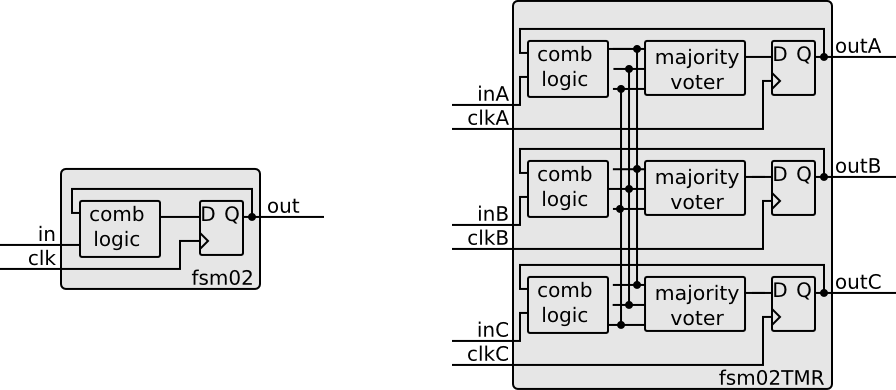 comb
logic
D Q
out
in
clk
fsm02
comb
logic
majority
voter
D Q
outA
inA
clkA
comb
logic
majority
voter
D Q
outB
inB
clkB
comb
logic
majority
voter
D Q
outC
inC
clkC
fsm02TMR